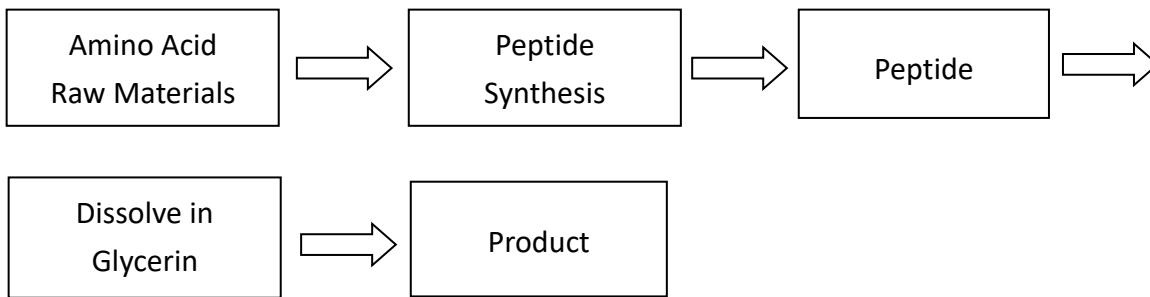 Amino Acid
Raw Materials
Peptide
Synthesis
Peptide
Dissolve in
Glycerin
Product